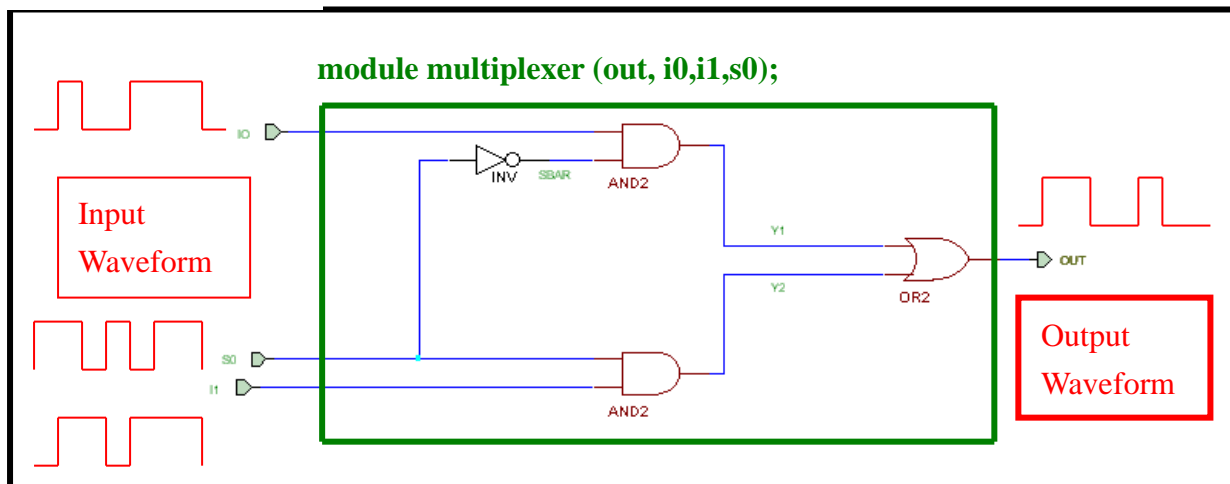 module multiplexer (out, i0,i1,s0);
IO
INV
SBAR
AND2
Input
Waveform
Y1
OUT
Y2
OR2
S0
I1
AND2
Output
Waveform